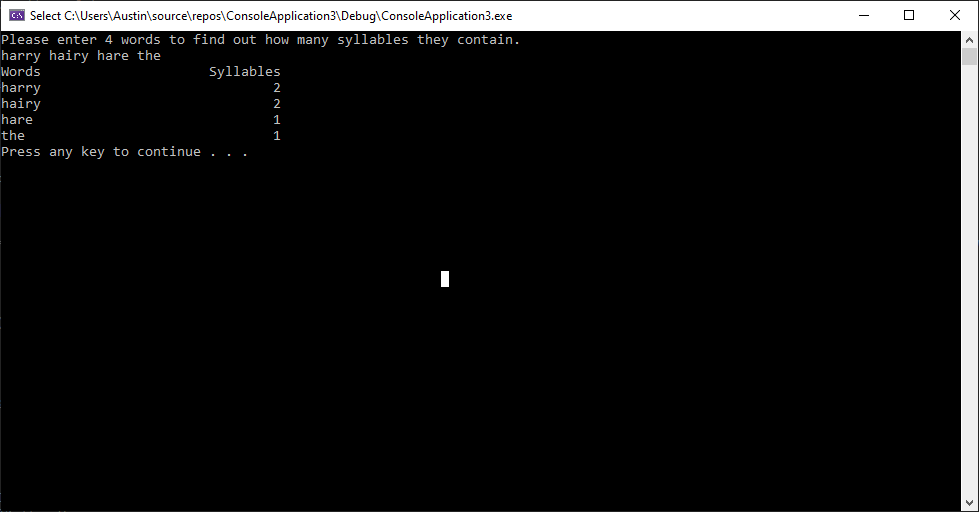 Select C:\Users\Austin\source\repos\ConsoleApplication3\Debug\ConsoleApplication3.exe
Please enter 4 words to find out how many syllables they contain.
harry hairy hare the
Words                     Syllables
harry                             2
hairy                             2
hare                              1
the                               1
Press any key to continue . . .